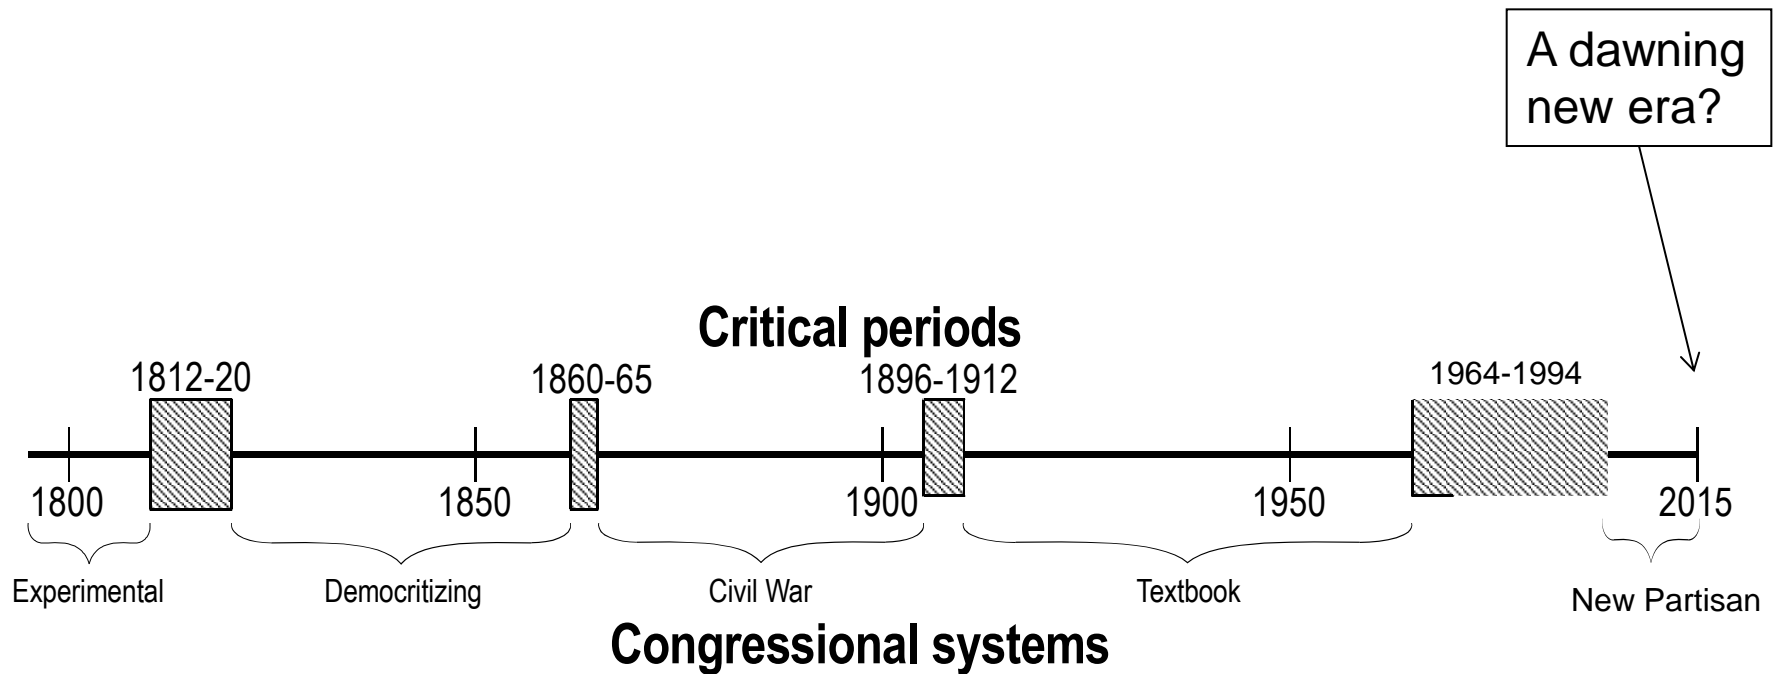 A dawning
new era?
Critical periods
1812-20
1860-65
1896-1912
1964-1994
1800
1850
1900
1950
2015
Experimental
Democritizing
Civil War
Textbook
New Partisan
Congressional systems